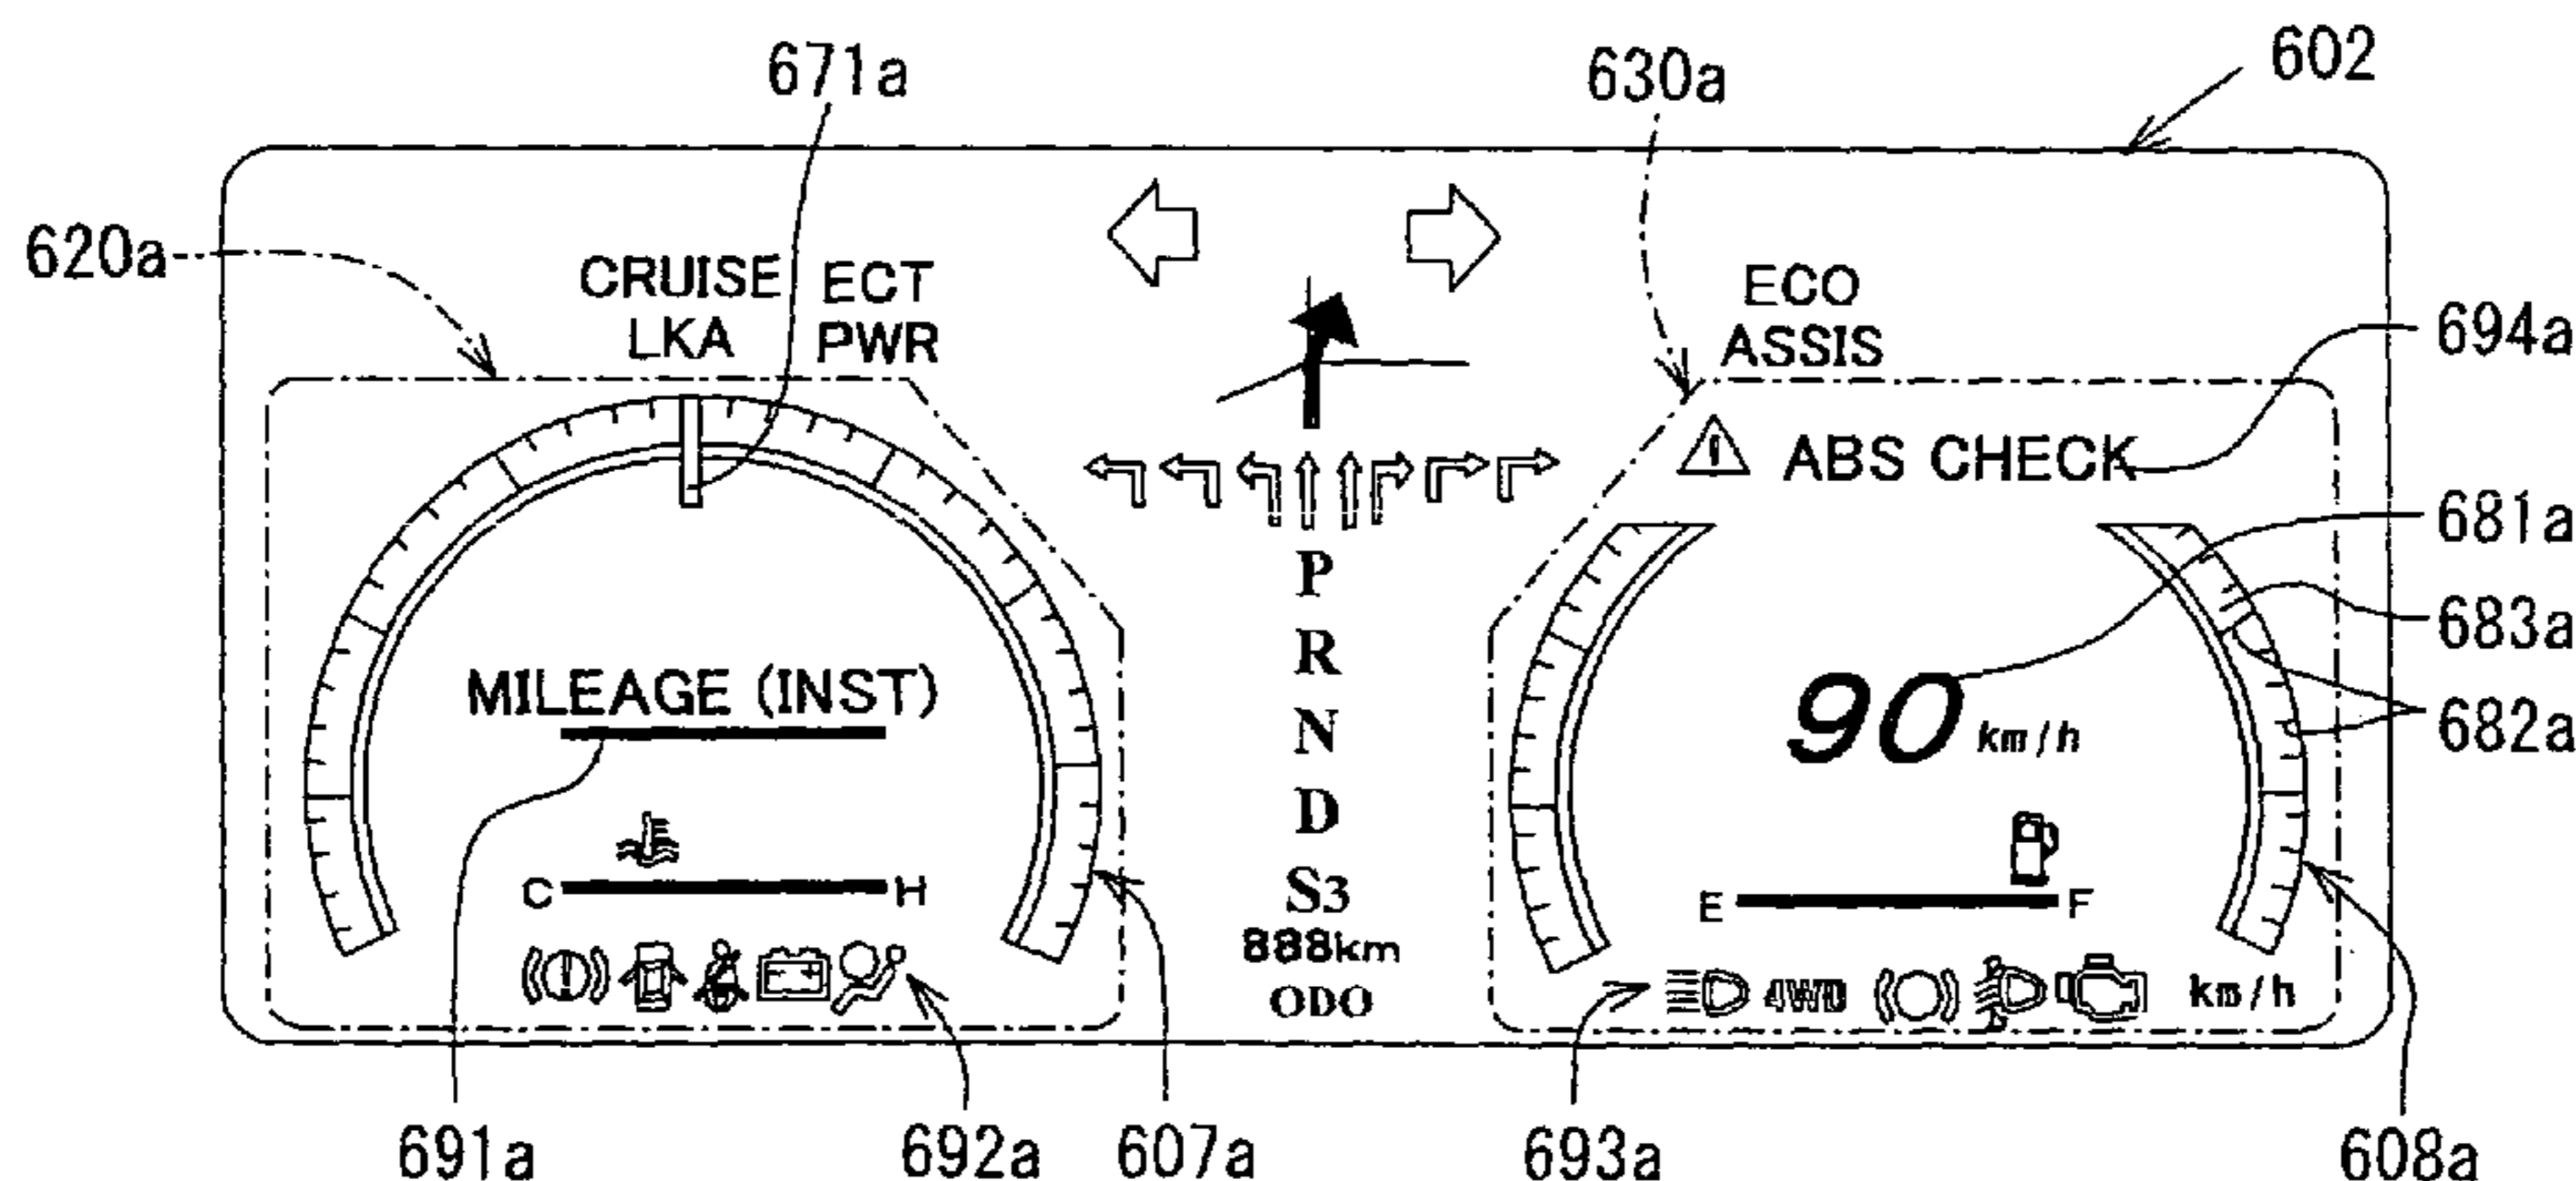 671a
630a
602
620a
CRUISE
LKA
ECT
PWR
ECO
ASSIS
694a
ABS CHECK
681a
683a
682a
P
R
N
D
S3
888km
ODO
MILEAGE (INST)
C
H
90 km/h
E
F
4WD
km/h
691a
692a
607a
693a
608a